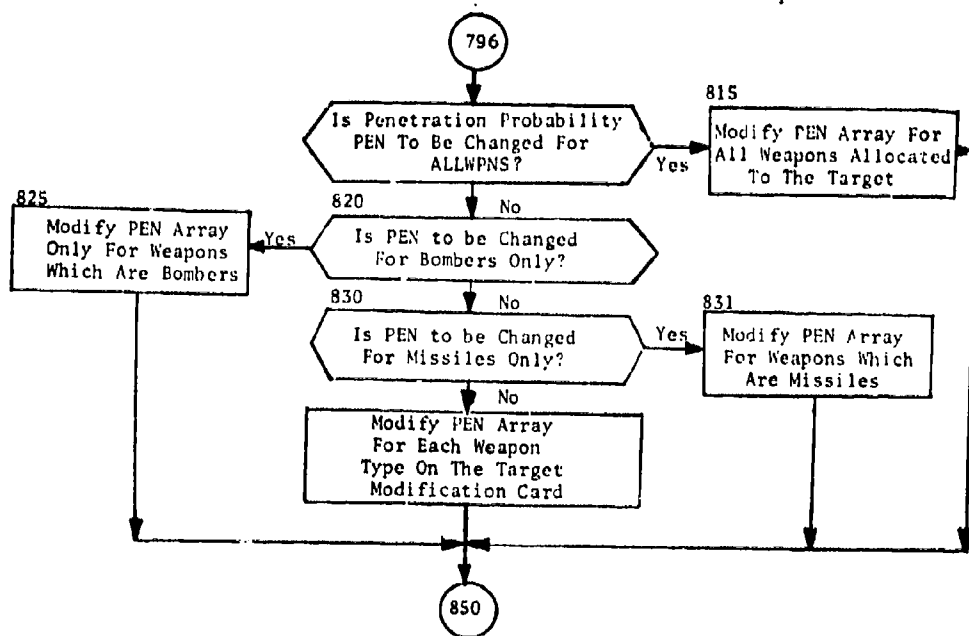 796
Is Penetration Probability
PEN To Be Changed For
ALLWPNS?
Yes
815
Modify PEN Array For
All Weapons Allocated
To The Target
No
820
Is PEN to be Changed
For Bombers Only?
Yes
825
Modify PEN Array
Only For Weapons
Which Are Bombers
No
830
Is PEN to be Changed
For Missiles Only?
Yes
831
Modify PEN Array
For Weapons Which
Are Missiles
No
Modify PEN Array
For Each Weapon
Type On The Target
Modification Card
850